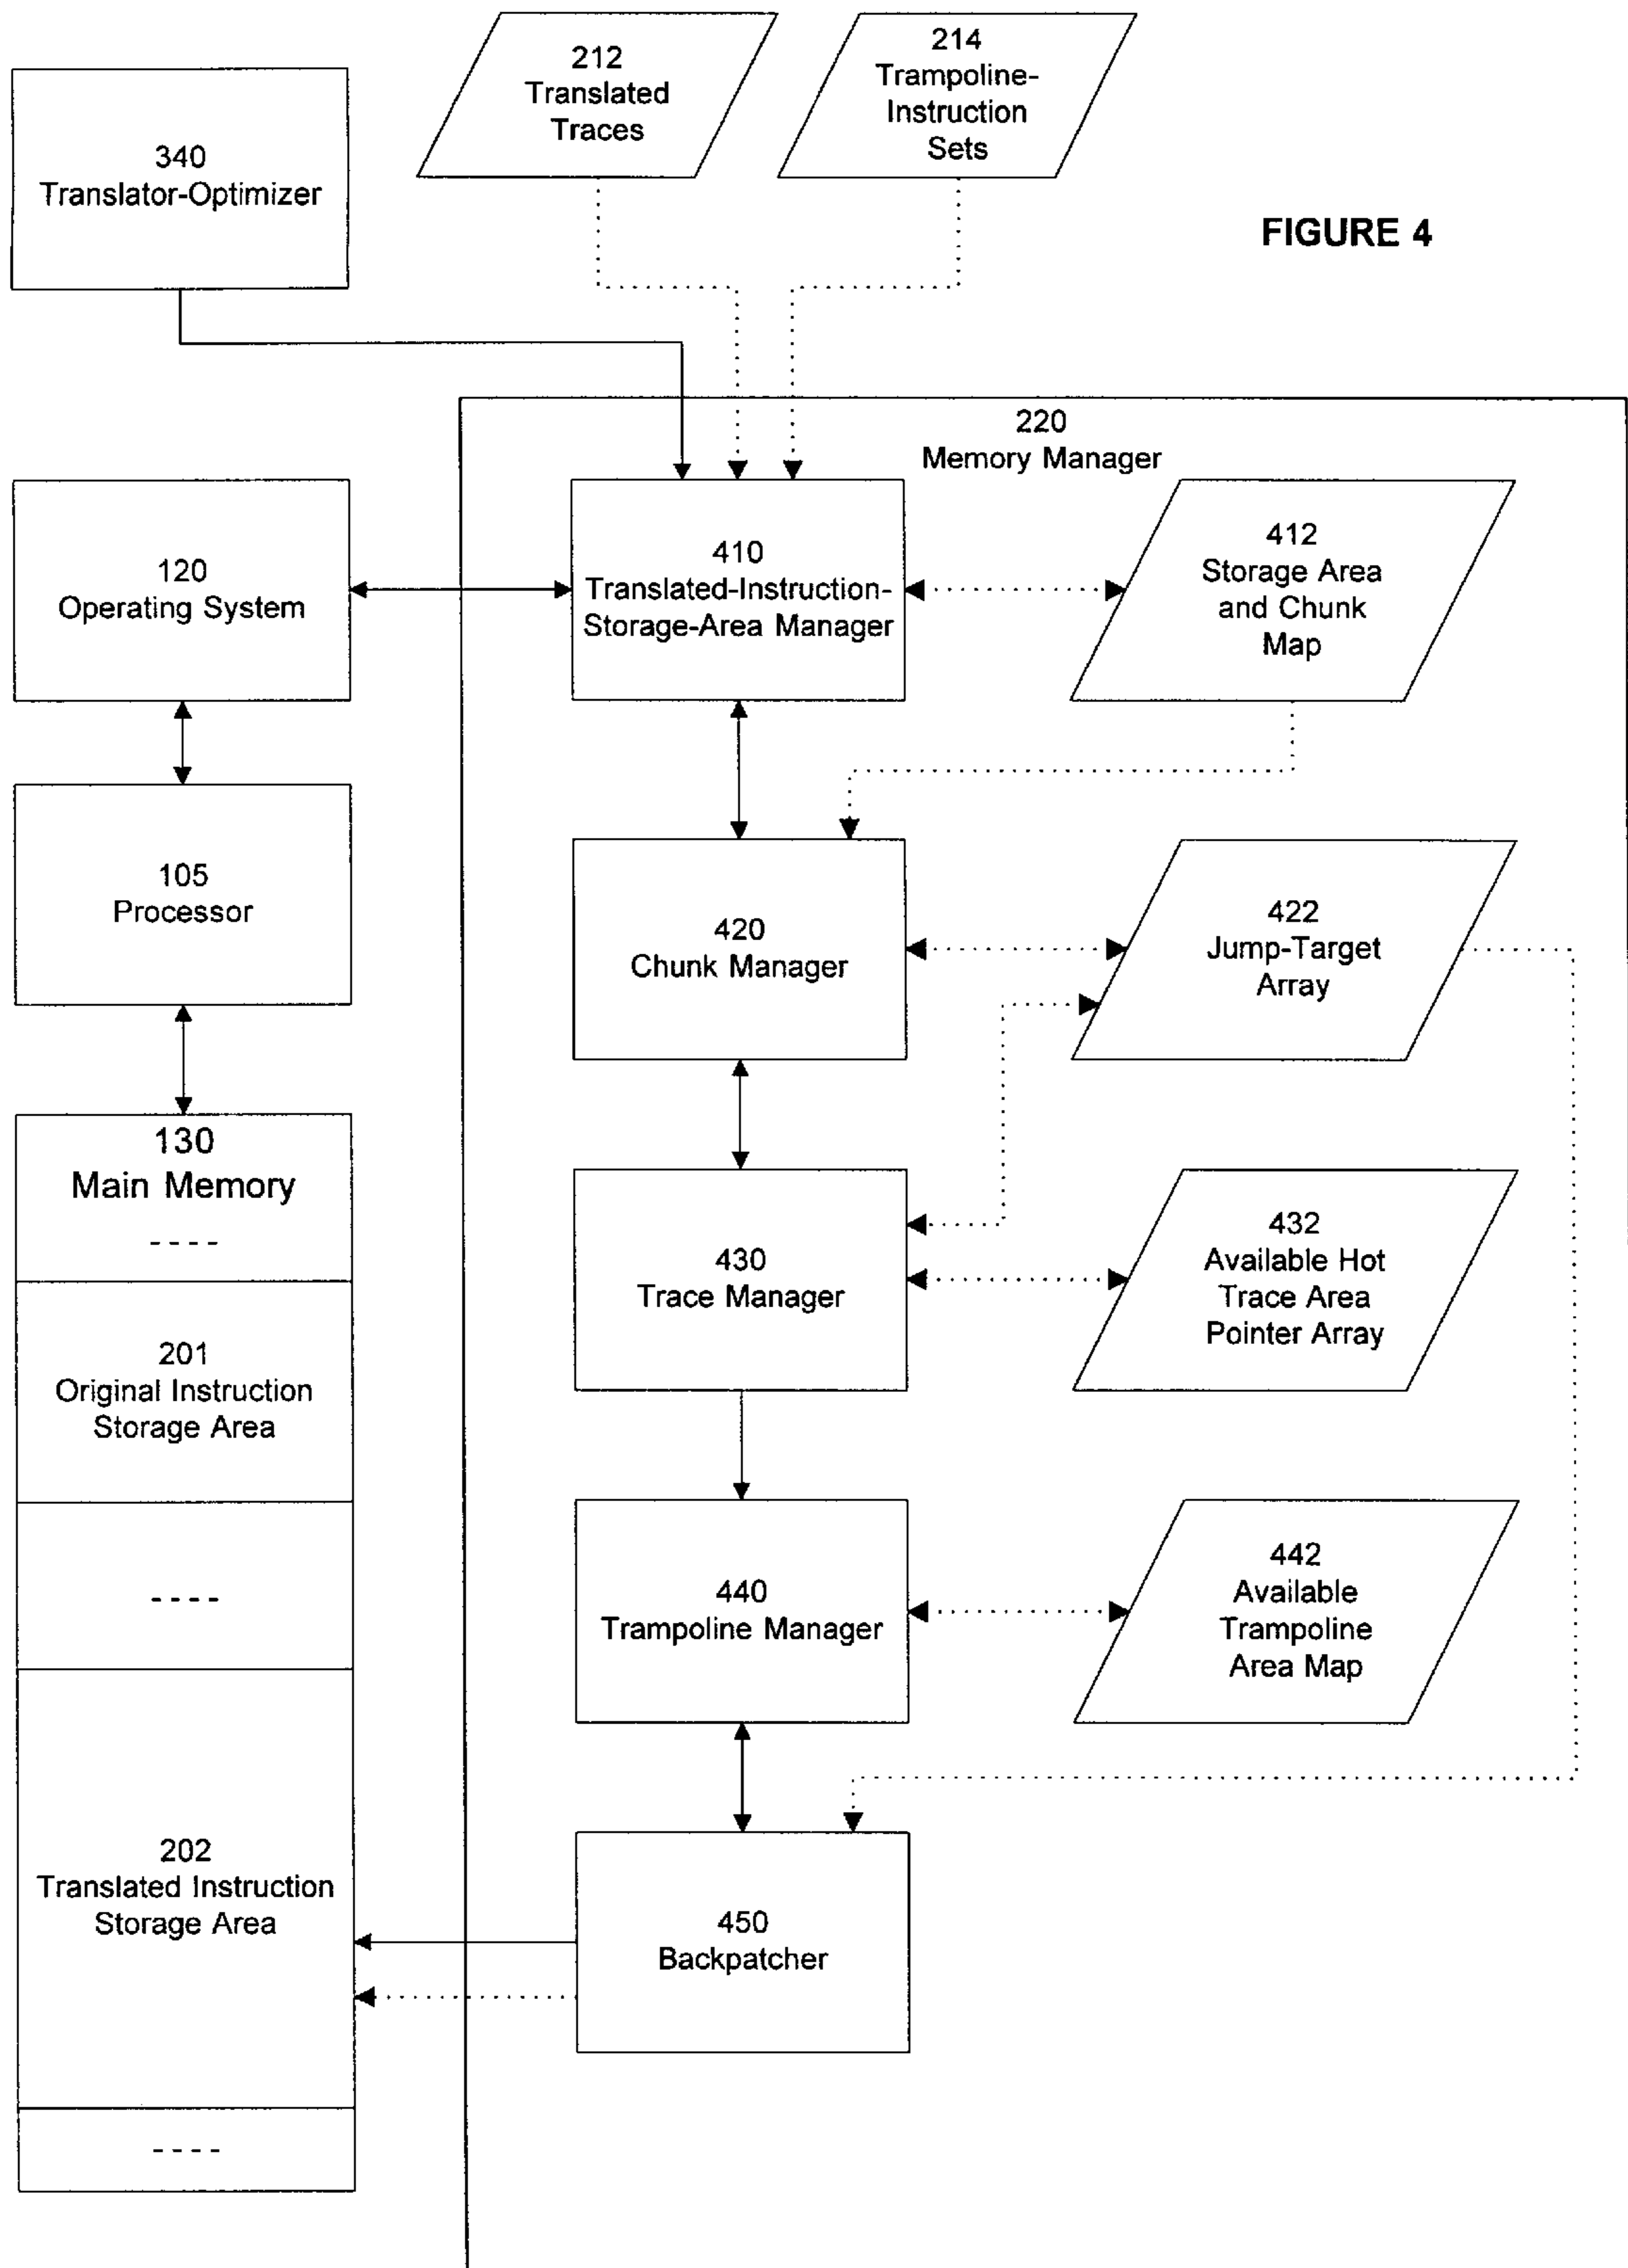 212
Translated
Traces
214
Trampoline-
Instruction
Sets
340
Translator-Optimizer
FIGURE 4
220
Memory Manager
120
Operating System
410
Translated-Instruction-
Storage-Area Manager
412
Storage Area
and Chunk
Map
105
Processor
420
Chunk Manager
422
Jump-Target
Array
130
Main Memory
- - - -
430
Trace Manager
432
Available Hot
Trace Area
Pointer Array
201
Original Instruction
Storage Area
- - - -
440
Trampoline Manager
442
Available
Trampoline
Area Map
202
Translated Instruction
Storage Area
450
Backpatcher
- - - -